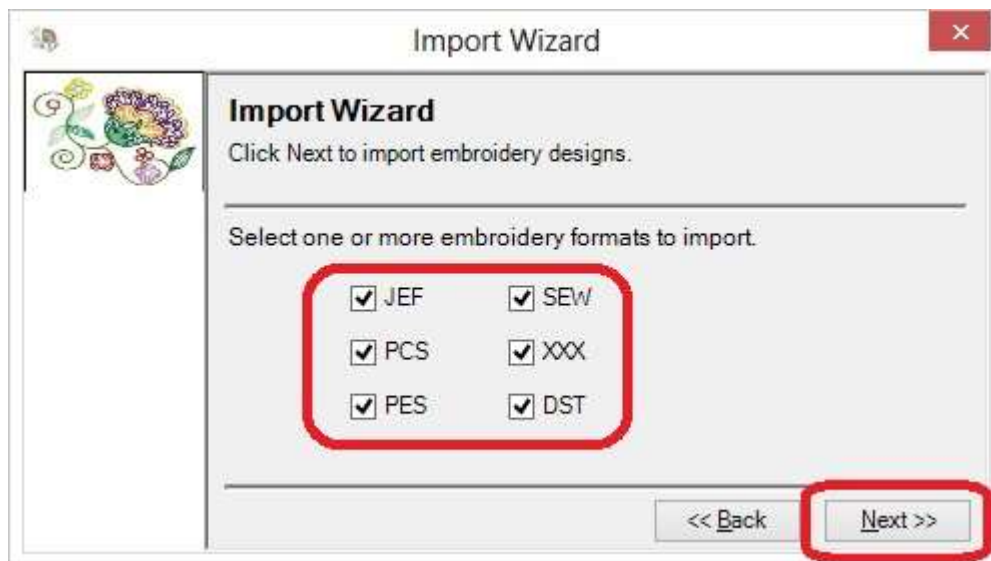 Import Wizard
Import Wizard
Click Next to import embroidery designs.
Select one or more embroidery formats to import.
JEF SEW
PCS XXX
PES DST
<< Back Next >>